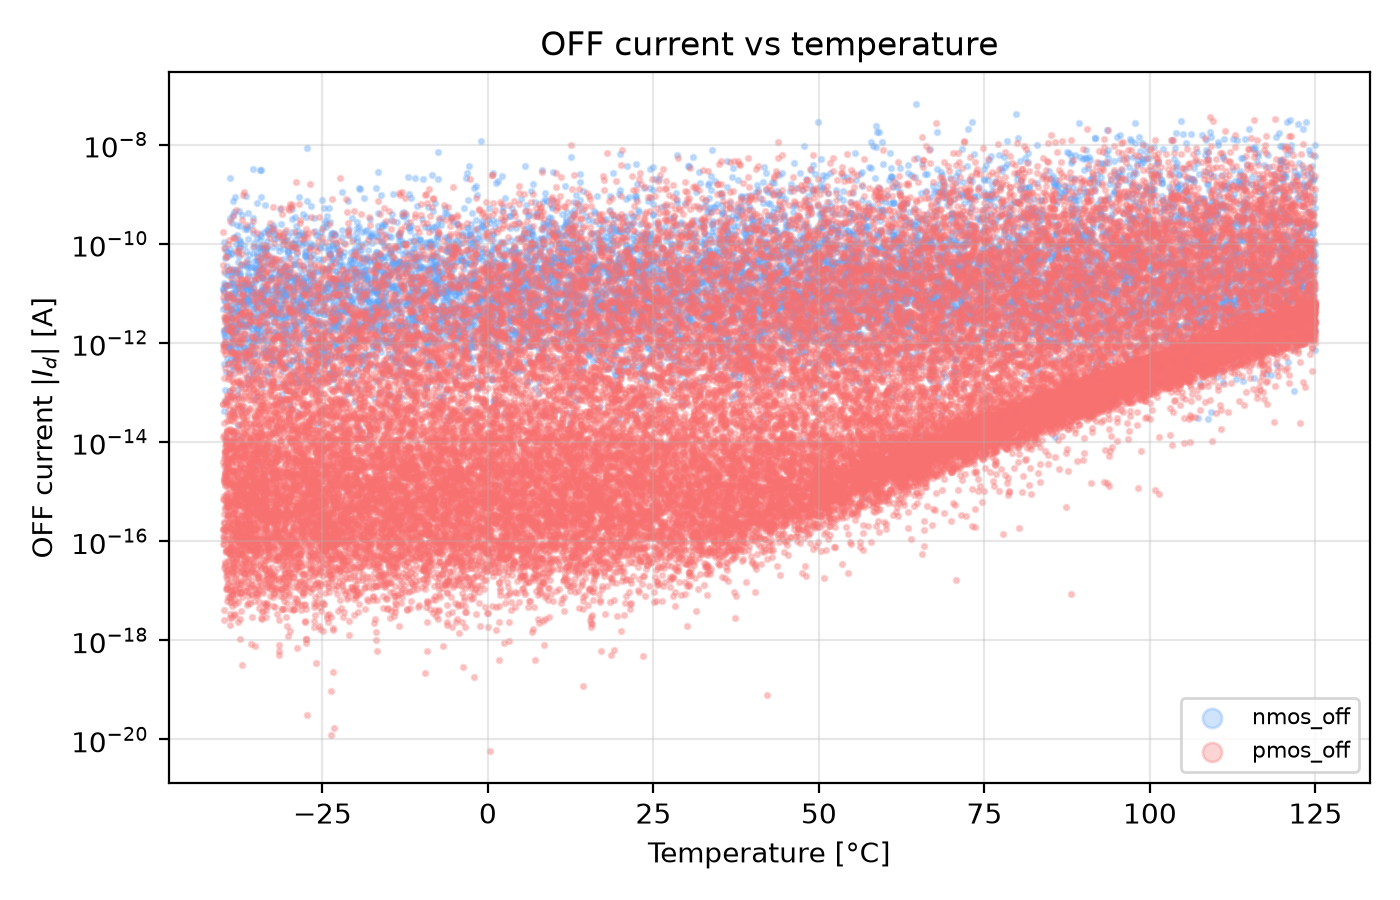 OFF current vs temperature
OFF current |I_d| [A]
10⁻⁸
10⁻¹⁰
10⁻¹²
10⁻¹⁴
10⁻¹⁶
10⁻¹⁸
10⁻²⁰
−25
0
25
50
75
100
125
Temperature [°C]
nmos_off
pmos_off